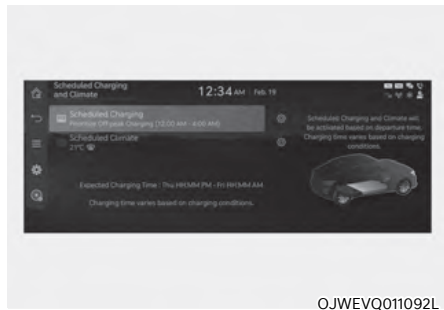 Scheduled Charging
and Climate
12:34 AM Feb. 19
Scheduled Charging
Prioritize Off-peak Charging (12:00 AM - 4:00 AM)
Scheduled Climate
21°C
Expected Charging Time : Thu HH:MM PM - Fri HH:MM AM
Charging time varies based on charging conditions.
Scheduled Charging and Climate will
be activated based on departure time.
Charging time varies based on charging
conditions.
OJWEVQ011092L